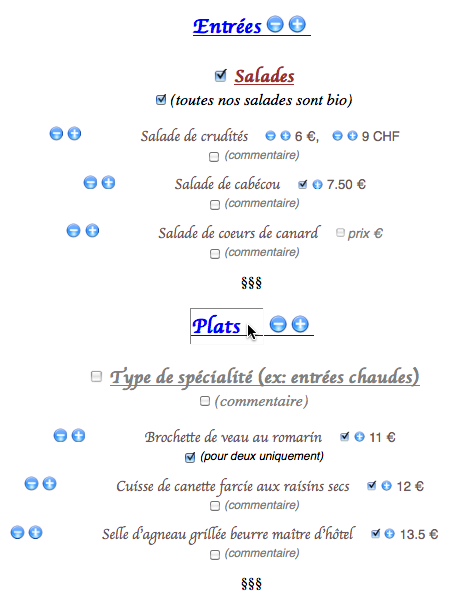 Entrées
Salades
(toutes nos salades sont bio)
Salade de crudités 6 €, 9 CHF
(commentaire)
Salade de cabécou 7.50 €
(commentaire)
Salade de coeurs de canard prix €
(commentaire)
§§§
Plats
Type de spécialité (ex: entrées chaudes)
(commentaire)
Brochette de veau au romarin 11 €
(pour deux uniquement)
Cuisse de canette farcie aux raisins secs 12 €
(commentaire)
Selle d'agneau grillée beurre maître d'hôtel 13.5 €
(commentaire)
§§§